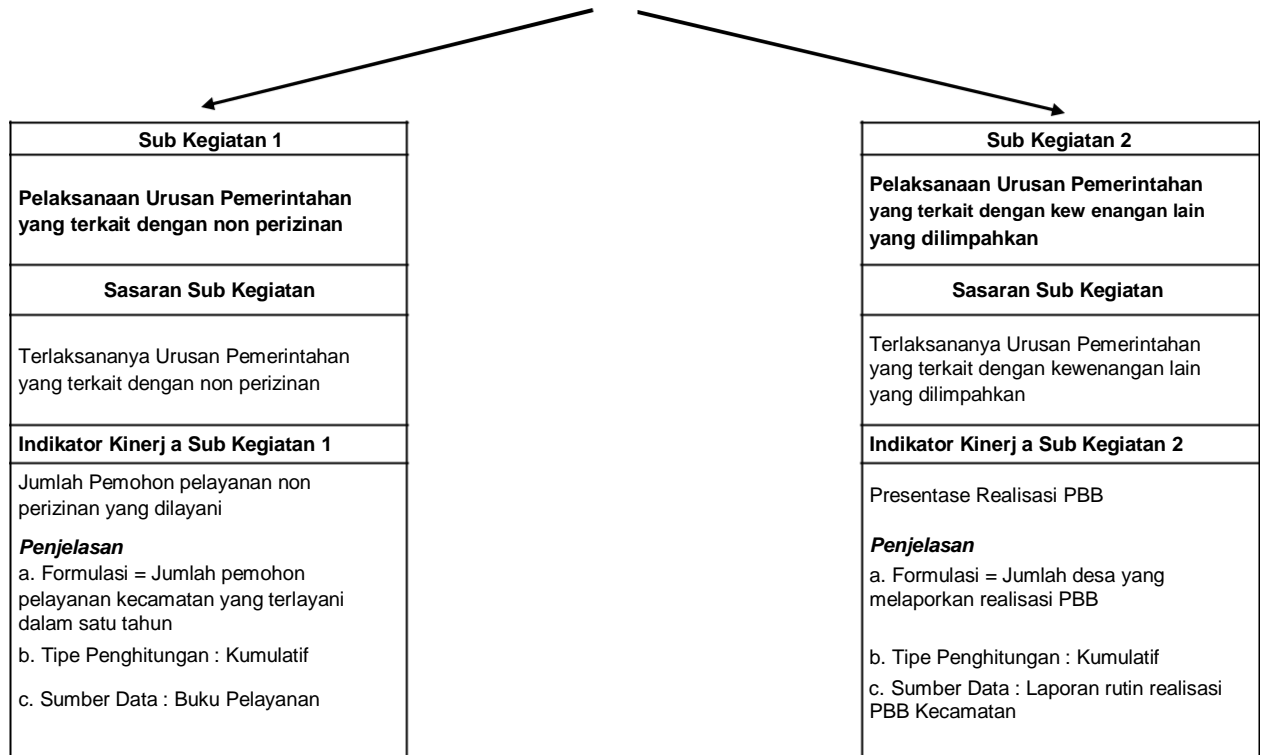 Sub Kegiatan 1
Pelaksanaan Urusan Pemerintahan
yang terkait dengan non perizinan
Sasaran Sub Kegiatan
Terlaksananya Urusan Pemerintahan
yang terkait dengan non perizinan
Indikator Kinerj a Sub Kegiatan 1
Jumlah Pemohon pelayanan non
perizinan yang dilayani
Penjelasan
a. Formulasi = Jumlah pemohon
pelayanan kecamatan yang terlayani
dalam satu tahun
b. Tipe Penghitungan : Kumulatif
c. Sumber Data : Buku Pelayanan
Sub Kegiatan 2
Pelaksanaan Urusan Pemerintahan
yang terkait dengan kew enangan lain
yang dilimpahkan
Sasaran Sub Kegiatan
Terlaksananya Urusan Pemerintahan
yang terkait dengan kewenangan lain
yang dilimpahkan
Indikator Kinerj a Sub Kegiatan 2
Presentase Realisasi PBB
Penjelasan
a. Formulasi = Jumlah desa yang
melaporkan realisasi PBB
b. Tipe Penghitungan : Kumulatif
c. Sumber Data : Laporan rutin realisasi
PBB Kecamatan